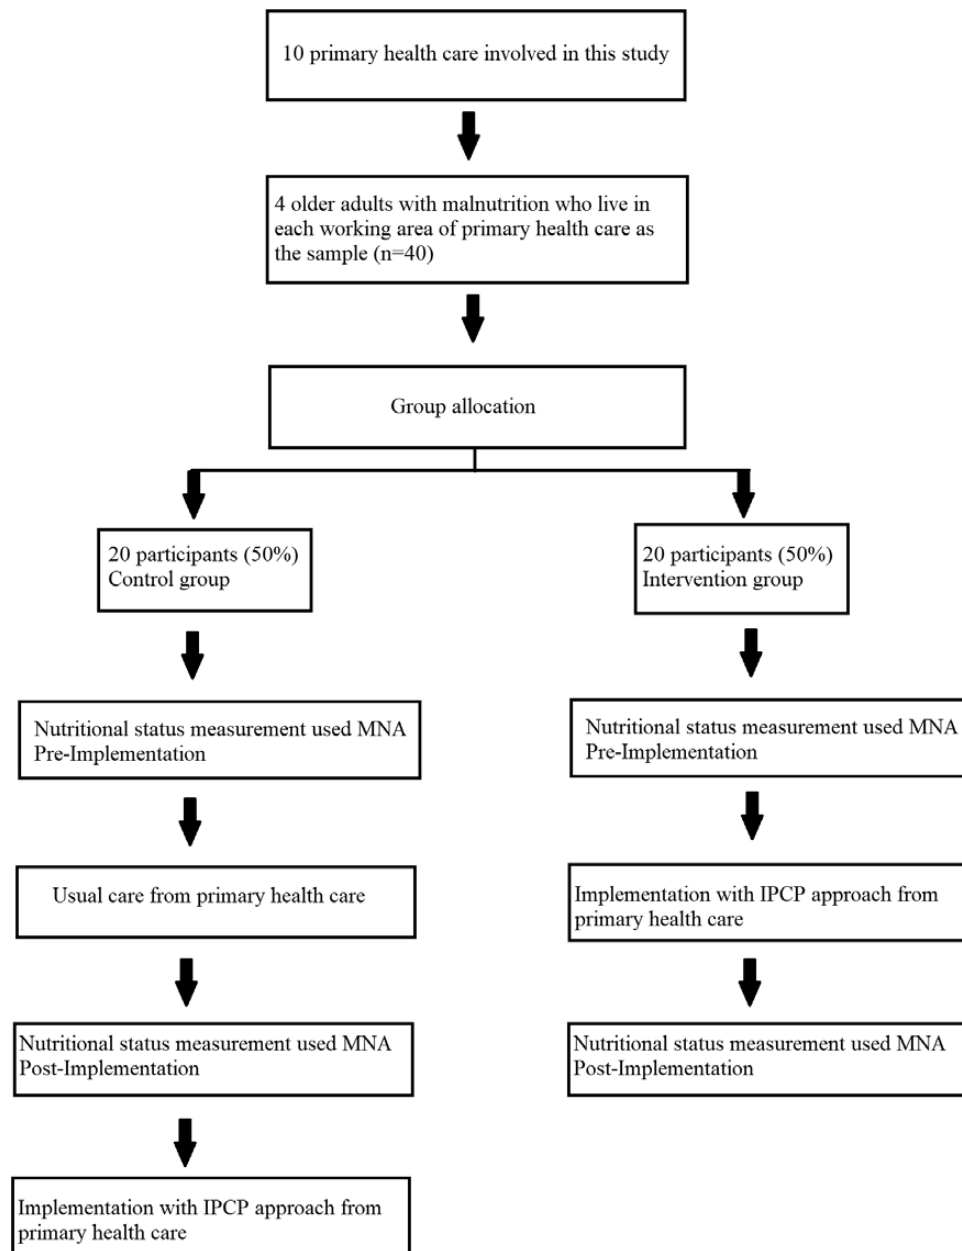 10 primary health care involved in this study
4 older adults with malnutrition who live in
each working area of primary health care as
the sample (n=40)
Group allocation
20 participants (50%)
Control group
20 participants (50%)
Intervention group
Nutritional status measurement used MNA
Pre-Implementation
Nutritional status measurement used MNA
Pre-Implementation
Usual care from primary health care
Implementation with IPCP approach from
primary health care
Nutritional status measurement used MNA
Post-Implementation
Nutritional status measurement used MNA
Post-Implementation
Implementation with IPCP approach from
primary health care